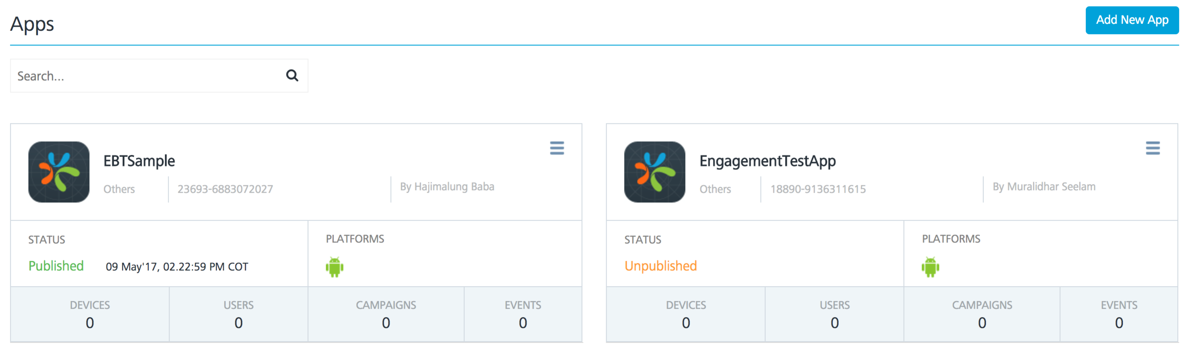 Apps
Add New App
Search...
EBTSample
Others 23693-6883072027 By Hajimalung Baba
STATUS PLATFORMS
Published 09 May'17, 02.22:59 PM COT
DEVICES USERS CAMPAIGNS EVENTS
0 0 0 0
EngagementTestApp
Others 18890-9136311615 By Muralidhar Seelam
STATUS PLATFORMS
Unpublished
DEVICES USERS CAMPAIGNS EVENTS
0 0 0 0